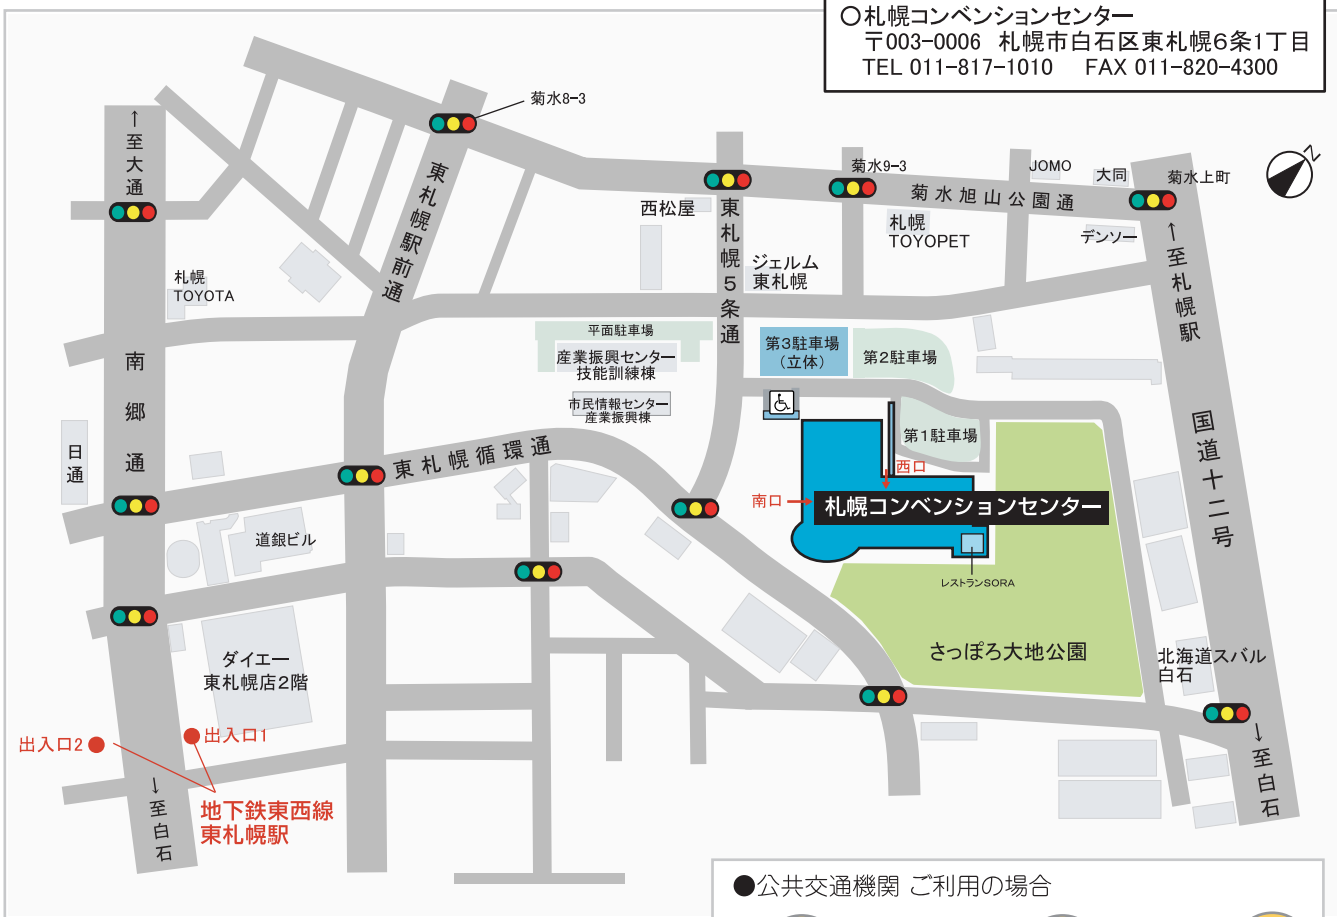 ○札幌コンベンションセンター
〒003-0006 札幌市白石区東札幌6条1丁目
TEL 011-817-1010 FAX 011-820-4300
菊水8-3
↑至大通
東札幌駅前通
菊水9-3
JOMO
大同
菊水上町
N
西松屋
東札幌5条通
菊水旭山公園通
札幌
TOYOPET
デンソー
↑至札幌駅
ジェルム
東札幌
札幌
TOYOTA
平面駐車場
産業振興センター
技能訓練棟
第3駐車場
(立体)
第2駐車場
南郷通
市民情報センター
産業振興棟
第1駐車場
国道十二号
日通
東札幌循環通
西口
南口
札幌コンベンションセンター
道銀ビル
レストランSORA
さっぽろ大地公園
北海道スバル
白石
ダイエー
東札幌店2階
出入口2
出入口1
↓至白石
地下鉄東西線
東札幌駅
↓至白石
●公共交通機関 ご利用の場合